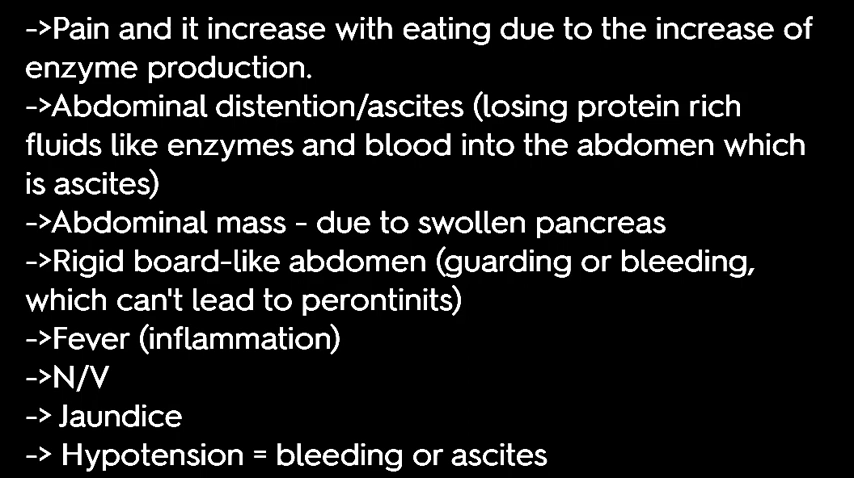 ->Pain and it increase with eating due to the increase of
enzyme production.
->Abdominal distention/ascites (losing protein rich
fluids like enzymes and blood into the abdomen which
is ascites)
->Abdominal mass - due to swollen pancreas
->Rigid board-like abdomen (guarding or bleeding,
which can't lead to perontinits)
->Fever (inflammation)
->N/V
-> Jaundice
-> Hypotension = bleeding or ascites